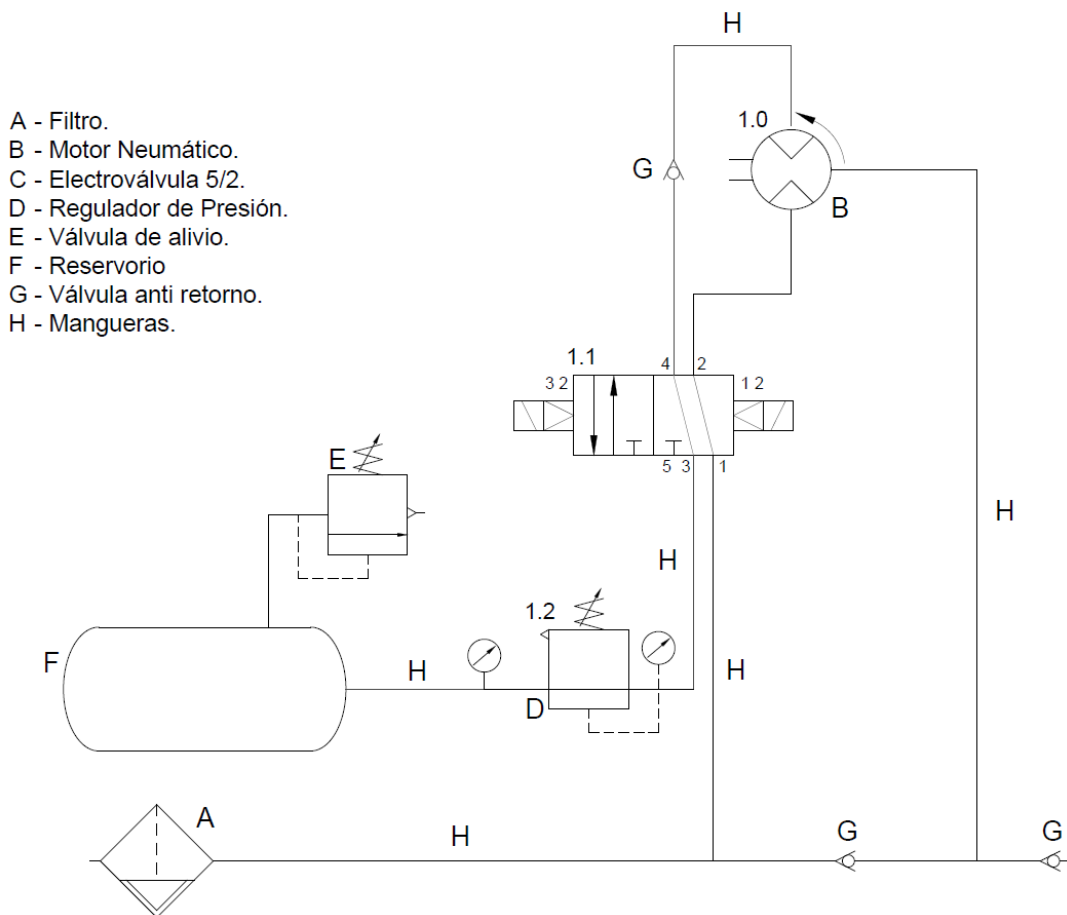 A - Filtro.
B - Motor Neumático.
C - Electroválvula 5/2.
D - Regulador de Presión.
E - Válvula de alivio.
F - Reservorio
G - Válvula anti retorno.
H - Mangueras.
H
1.0
G
B
1.1
4 2
3 2
1 2
5 3 1
E
H
H
1.2
F
H
D
H
A
H
G
G